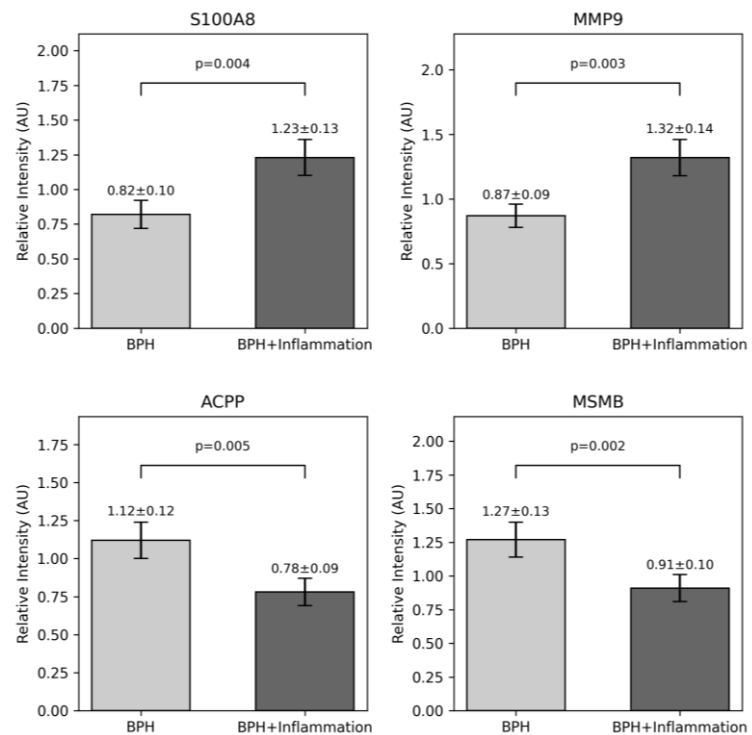 S100A8
Relative Intensity (AU)
2.00
1.75
1.50
1.25
1.00
0.75
0.50
0.25
0.00
p=0.004
0.82±0.10
1.23±0.13
BPH
BPH+Inflammation
MMP9
Relative Intensity (AU)
2.0
1.5
1.0
0.5
0.0
p=0.003
0.87±0.09
1.32±0.14
BPH
BPH+Inflammation
ACPP
Relative Intensity (AU)
1.75
1.50
1.25
1.00
0.75
0.50
0.25
0.00
p=0.005
1.12±0.12
0.78±0.09
BPH
BPH+Inflammation
MSMB
Relative Intensity (AU)
2.00
1.75
1.50
1.25
1.00
0.75
0.50
0.25
0.00
p=0.002
1.27±0.13
0.91±0.10
BPH
BPH+Inflammation